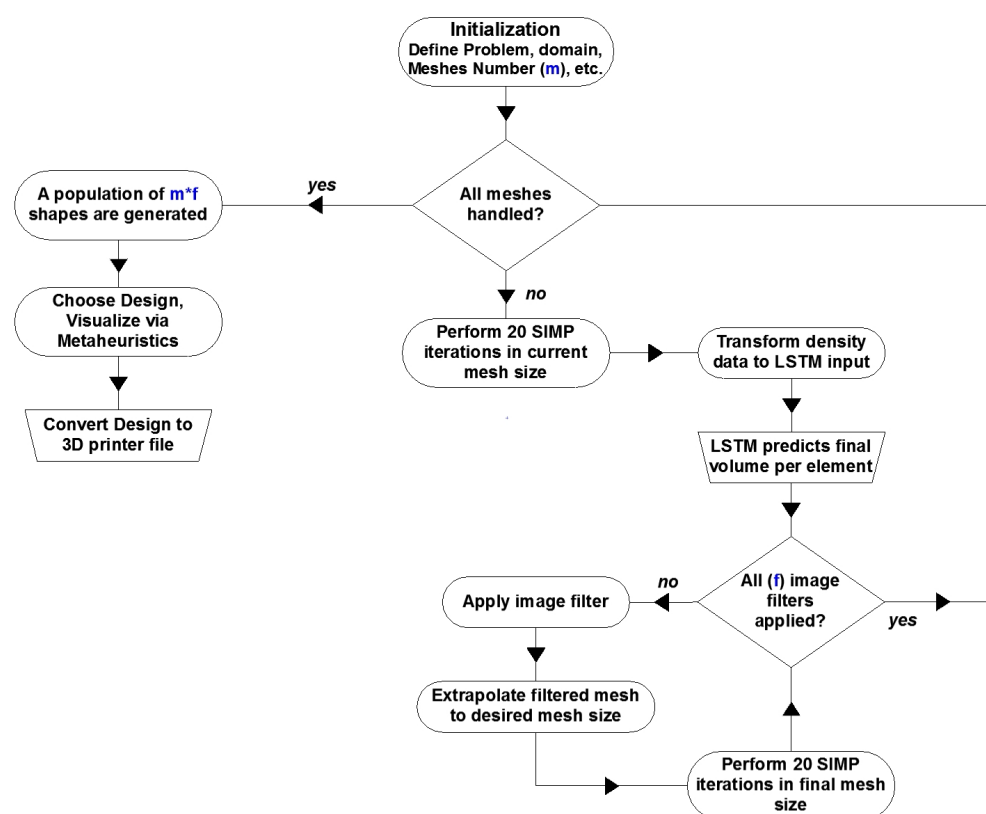 Initialization
Define Problem, domain,
Meshes Number (m), etc.
All meshes
handled?
yes
A population of m*f
shapes are generated
Choose Design,
Visualize via
Metaheuristics
Convert Design to
3D printer file
no
Perform 20 SIMP
iterations in current
mesh size
Transform density
data to LSTM input
LSTM predicts final
volume per element
All (f) image
filters
applied?
no
yes
Apply image filter
Extrapolate filtered mesh
to desired mesh size
Perform 20 SIMP
iterations in final mesh
size